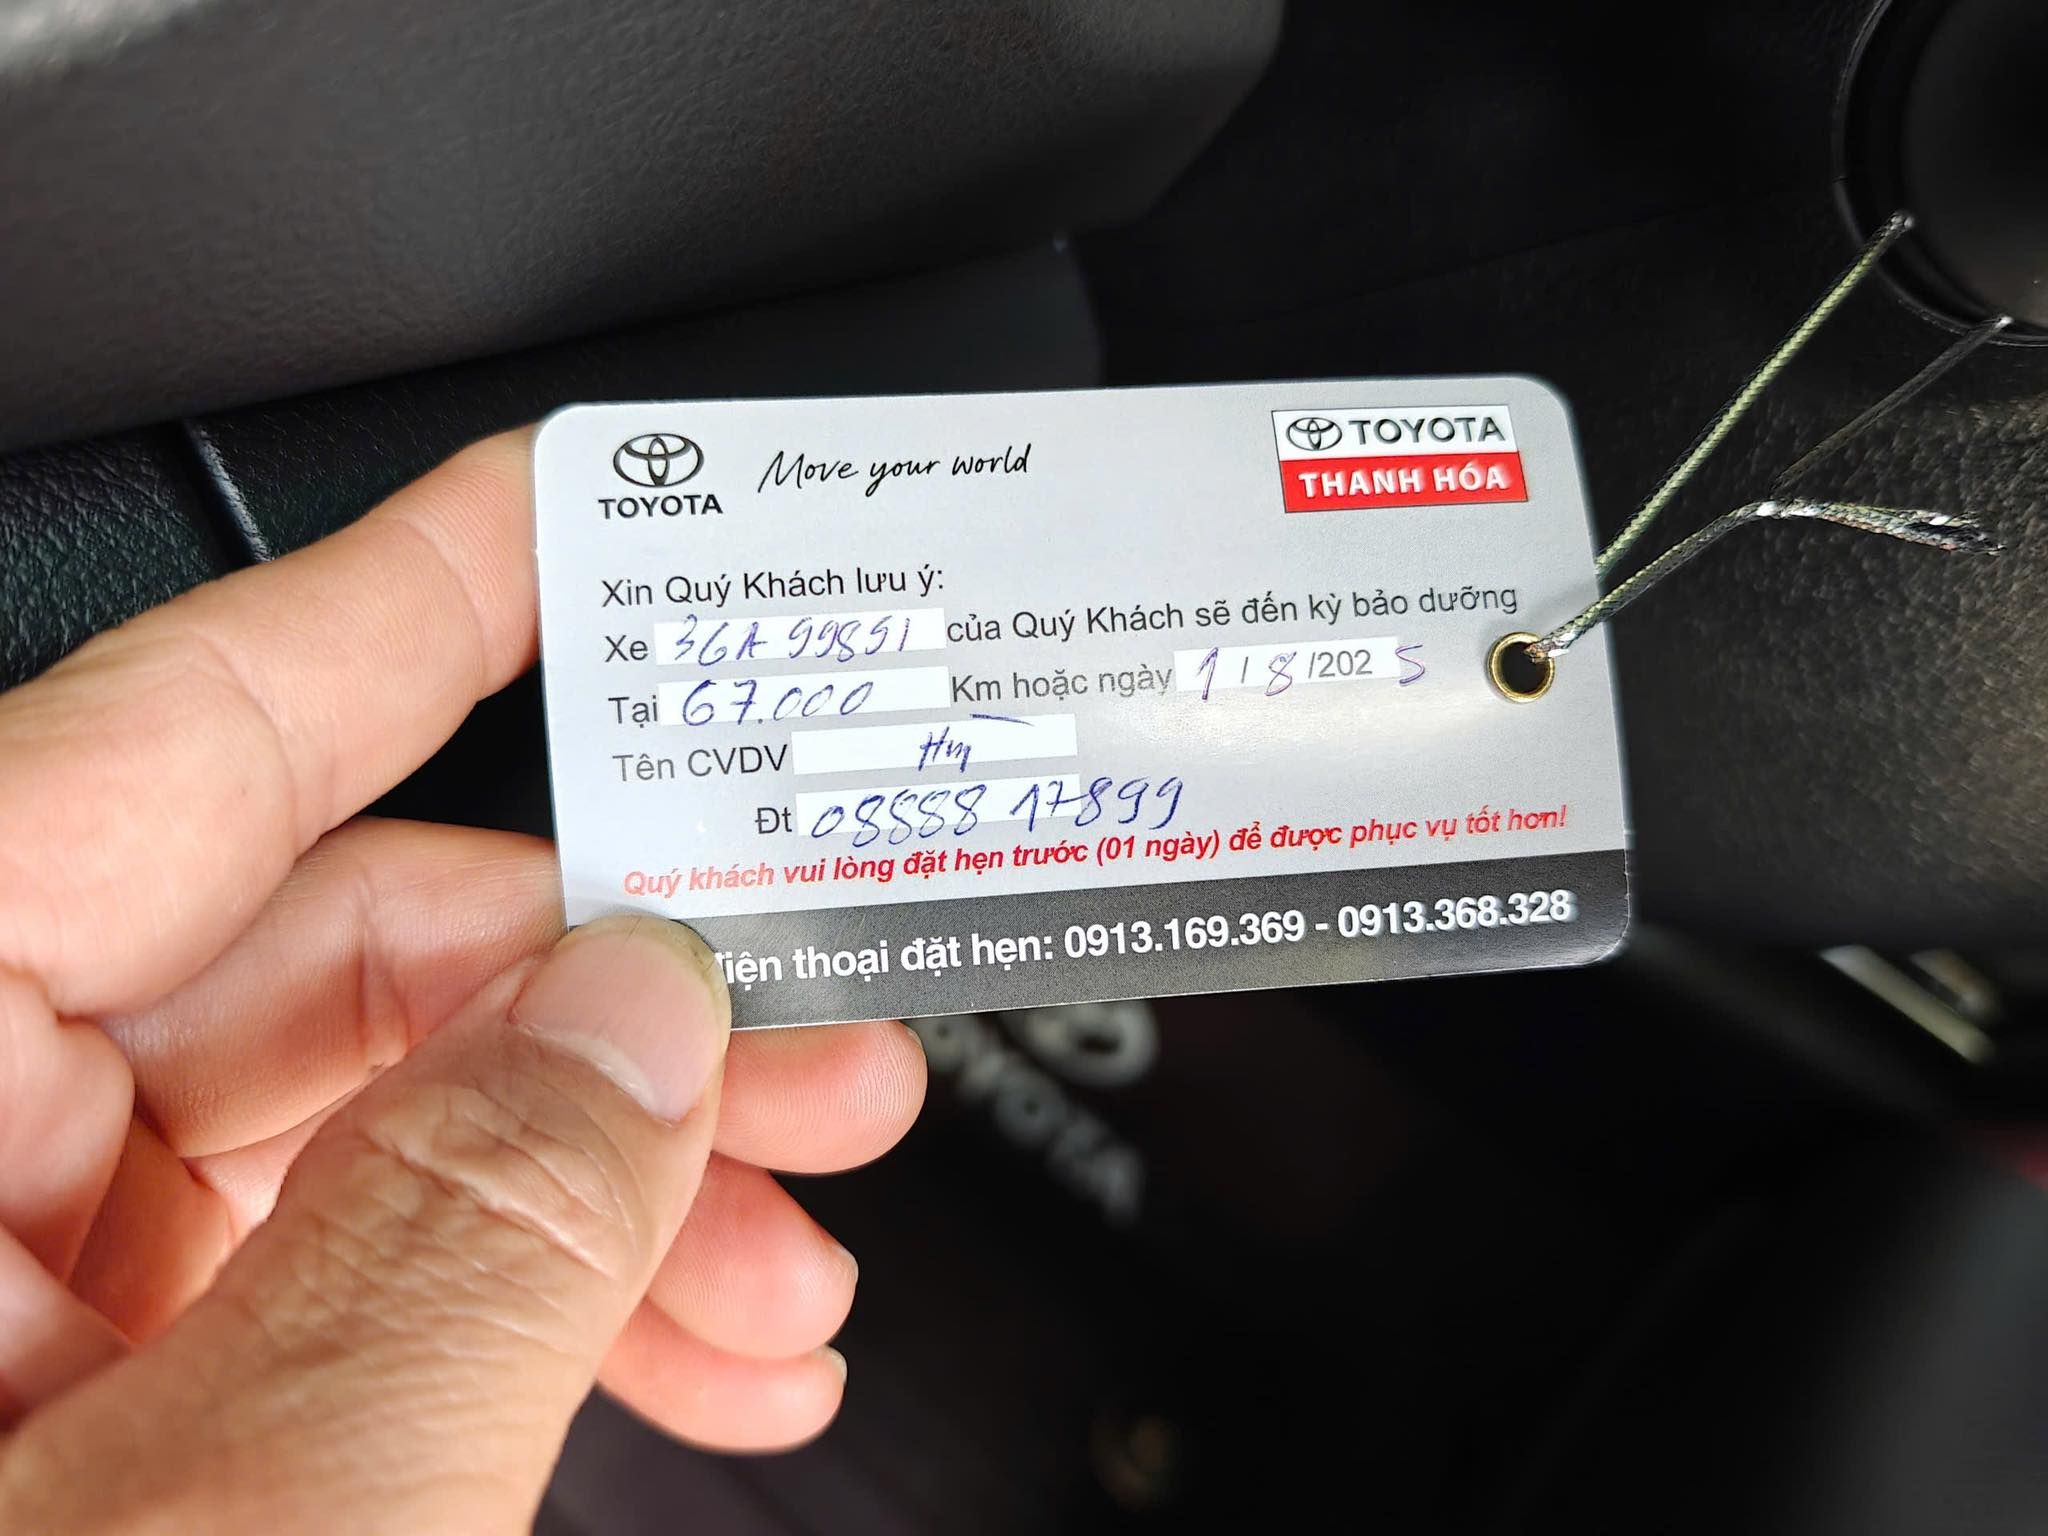 TOYOTA
Move your world
TOYOTA
THANH HÓA
Xin Quý Khách lưu ý:
Xe 36A 99891 của Quý Khách sẽ đến kỳ bảo dưỡng
Tại 67.000 Km hoặc ngày 1 / 8 /2025
Tên CVDV
Đt 08888 17899
Quý khách vui lòng đặt hẹn trước (01 ngày) để được phục vụ tốt hơn!
điện thoại đặt hẹn: 0913.169.369 - 0913.368.328
TOYOTA